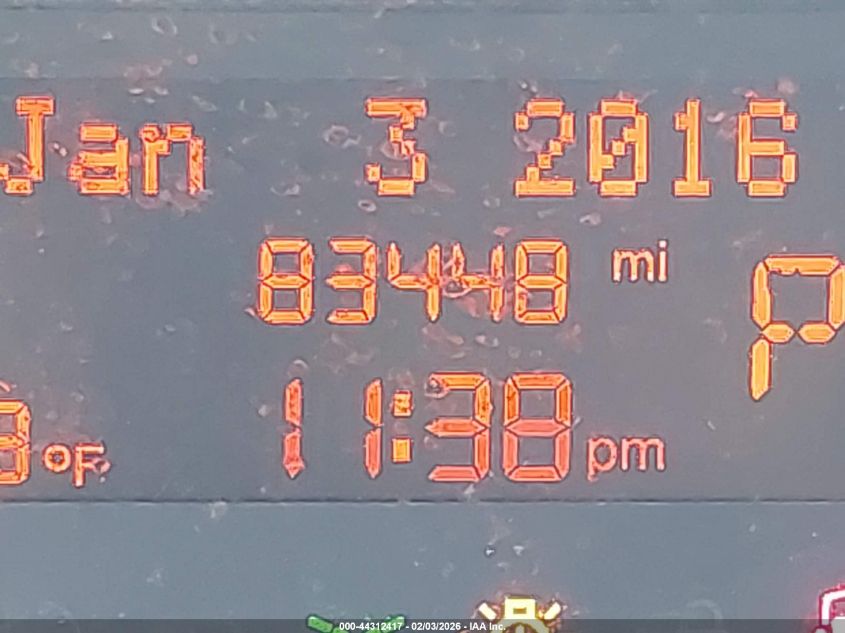 Jan 3 2016
83448 mi
P
°F 11:38 pm
000-44312417 - 02/03/2026 - IAA Inc.